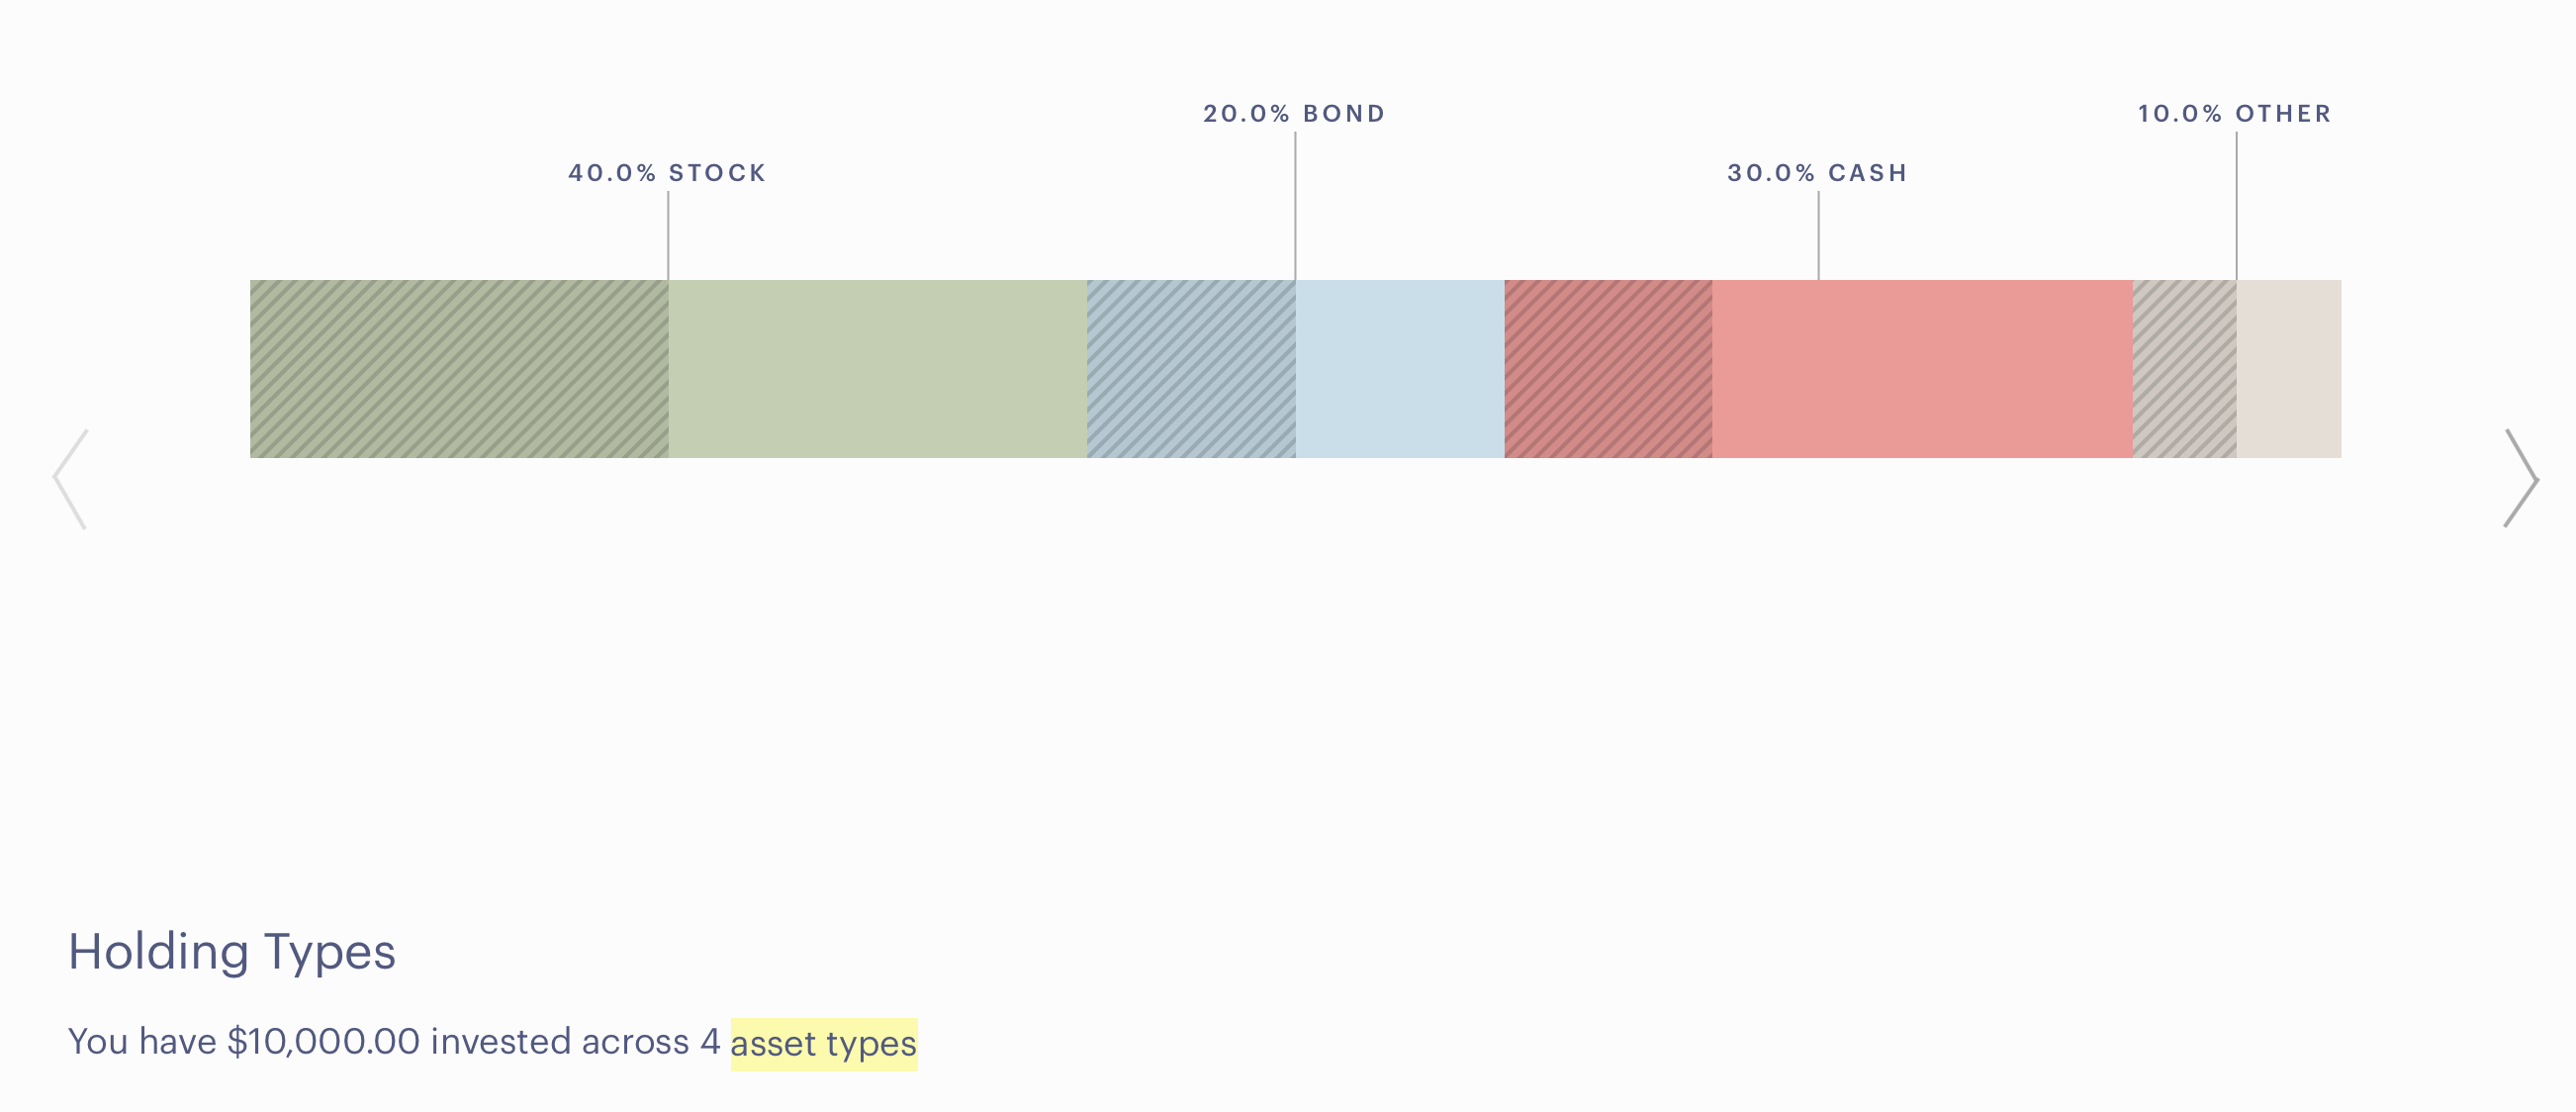 20.0% BOND
10.0% OTHER
40.0% STOCK
30.0% CASH
Holding Types
You have $10,000.00 invested across 4 asset types